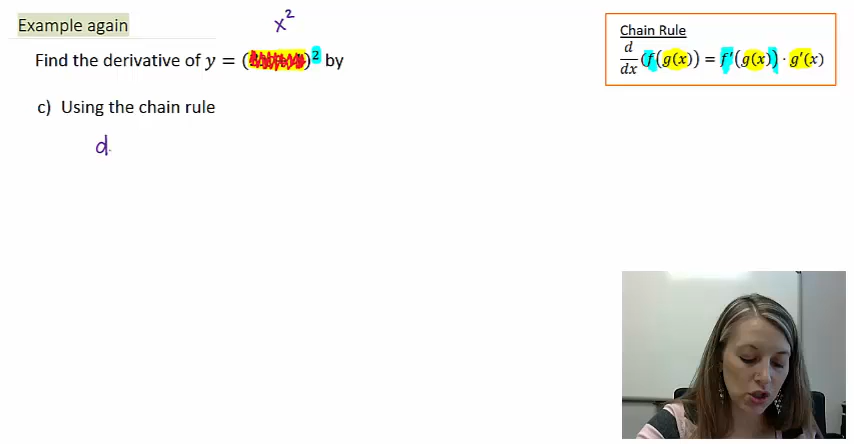 Example again
x²
Find the derivative of y = ( )² by
c) Using the chain rule
d
Chain Rule
d/dx (f(g(x)) = f′(g(x)) · g′(x)